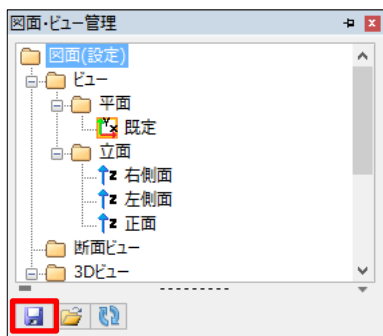 図面･ビュー管理
図面(設定)
ビュー
平面
Y x 既定
立面
z 右側面
z 左側面
z 正面
断面ビュー
3Dビュー